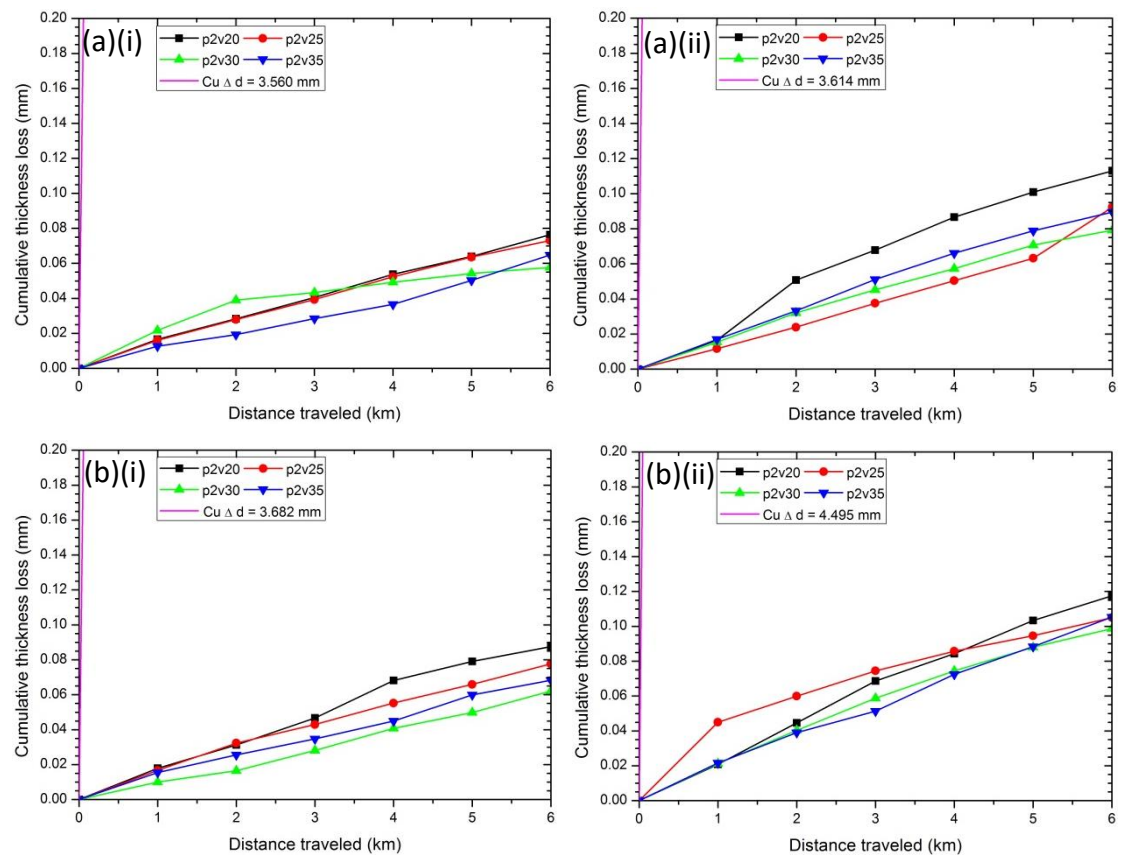 (a)(i)
p2v20 p2v25
p2v30 p2v35
Cu Δ d = 3.560 mm
Cumulative thickness loss (mm)
0.20
0.18
0.16
0.14
0.12
0.10
0.08
0.06
0.04
0.02
0.00
0 1 2 3 4 5 6
Distance traveled (km)
a)(ii)
p2v20 p2v25
p2v30 p2v35
Cu Δ d = 3.614 mm
Cumulative thickness loss (mm)
0.20
0.18
0.16
0.14
0.12
0.10
0.08
0.06
0.04
0.02
0.00
0 1 2 3 4 5 6
Distance traveled (km)
(b)(i)
p2v20 p2v25
p2v30 p2v35
Cu Δ d = 3.682 mm
Cumulative thickness loss (mm)
0.20
0.18
0.16
0.14
0.12
0.10
0.08
0.06
0.04
0.02
0.00
0 1 2 3 4 5 6
Distance traveled (km)
b)(ii)
p2v20 p2v25
p2v30 p2v35
Cu Δ d = 4.495 mm
Cumulative thickness loss (mm)
0.20
0.18
0.16
0.14
0.12
0.10
0.08
0.06
0.04
0.02
0.00
0 1 2 3 4 5 6
Distance traveled (km)